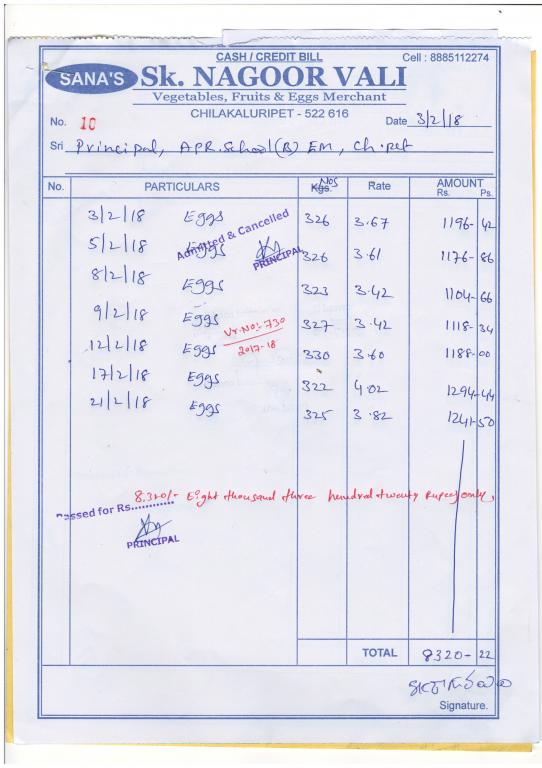 CASH / CREDIT BILL
Cell : 8885112274
SANA'S Sk. NAGOOR VALI
Vegetables, Fruits & Eggs Merchant
CHILAKALURIPET - 522 616
No. 10 Date 3/2/18
Sri Principal, APR.School(B) EM, Ch.pet
No. PARTICULARS Kgs. Nos Rate AMOUNT
Rs. Ps.
3/2/18 Eggs 326 3.67 1196-42
5/2/18 Eggs 326 3.61 1176-86
Admitted & Cancelled
PRINCIPAL
8/2/18 Eggs 323 3.42 1104-66
9/2/18 Eggs 327 3.42 1118-34
Vr.No:-730
2017-18
12/2/18 Eggs 330 3.60 1188-00
17/2/18 Eggs 322 4.02 1294-44
21/2/18 Eggs 325 3.82 1241-50
8,320/- Eight thousand three hundred twenty Rupees only,
Passed for Rs............
PRINCIPAL
TOTAL 8320-22
Signature.